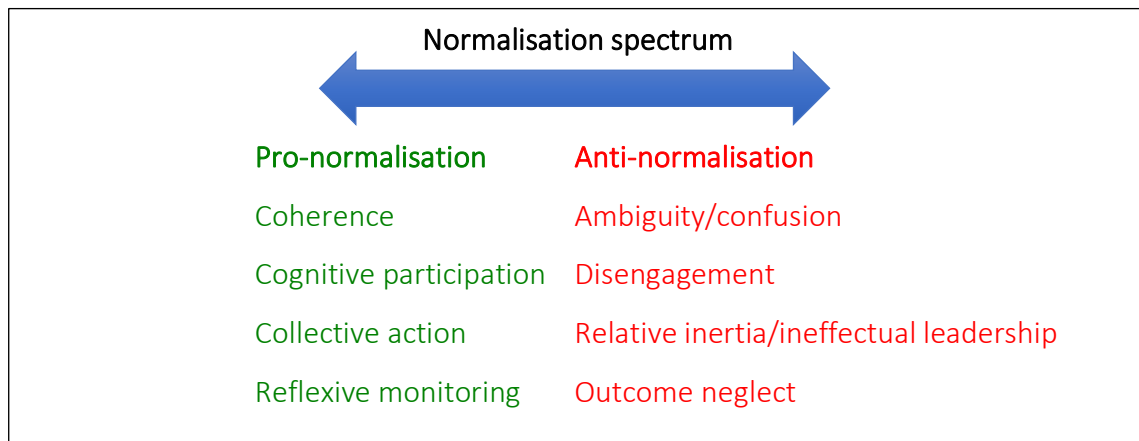 Normalisation spectrum
Pro-normalisation Anti-normalisation
Coherence Ambiguity/confusion
Cognitive participation Disengagement
Collective action Relative inertia/ineffectual leadership
Reflexive monitoring Outcome neglect